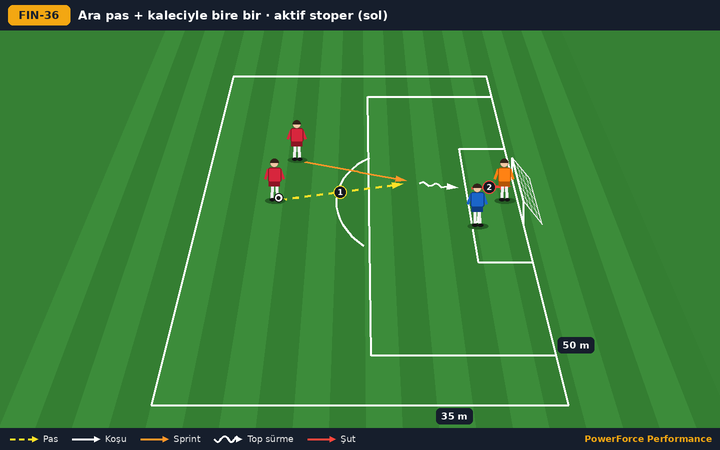 FIN-36 Ara pas + kaleciyle bire bir · aktif stoper (sol)
1
2
50 m
35 m
Pas Koşu Sprint Top sürme Şut PowerForce Performance